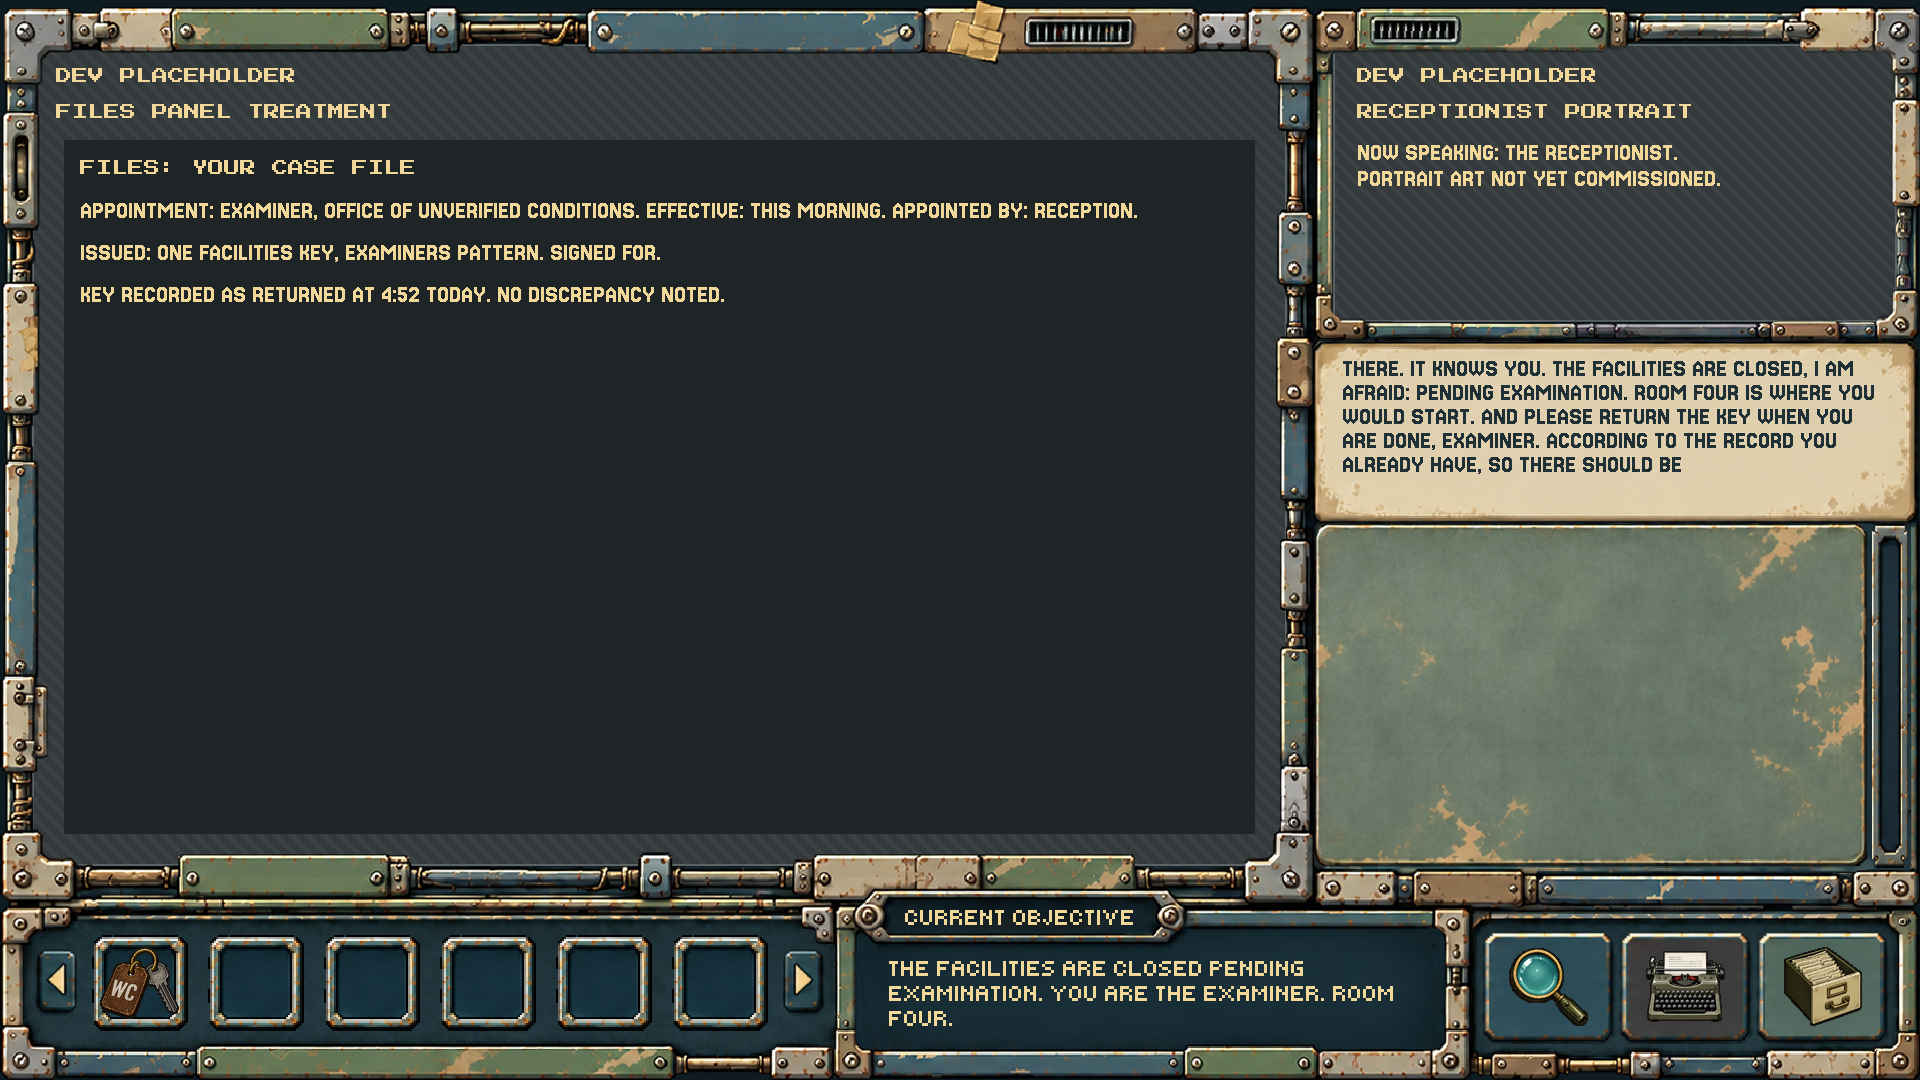 DEV PLACEHOLDER
FILES PANEL TREATMENT
FILES: YOUR CASE FILE
APPOINTMENT: EXAMINER, OFFICE OF UNVERIFIED CONDITIONS. EFFECTIVE: THIS MORNING. APPOINTED BY: RECEPTION.
ISSUED: ONE FACILITIES KEY, EXAMINERS PATTERN. SIGNED FOR.
KEY RECORDED AS RETURNED AT 4:52 TODAY. NO DISCREPANCY NOTED.
DEV PLACEHOLDER
RECEPTIONIST PORTRAIT
NOW SPEAKING: THE RECEPTIONIST.
PORTRAIT ART NOT YET COMMISSIONED.
THERE. IT KNOWS YOU. THE FACILITIES ARE CLOSED, I AM
AFRAID: PENDING EXAMINATION. ROOM FOUR IS WHERE YOU
WOULD START. AND PLEASE RETURN THE KEY WHEN YOU
ARE DONE, EXAMINER. ACCORDING TO THE RECORD YOU
ALREADY HAVE, SO THERE SHOULD BE
WC
CURRENT OBJECTIVE
THE FACILITIES ARE CLOSED PENDING
EXAMINATION. YOU ARE THE EXAMINER. ROOM
FOUR.